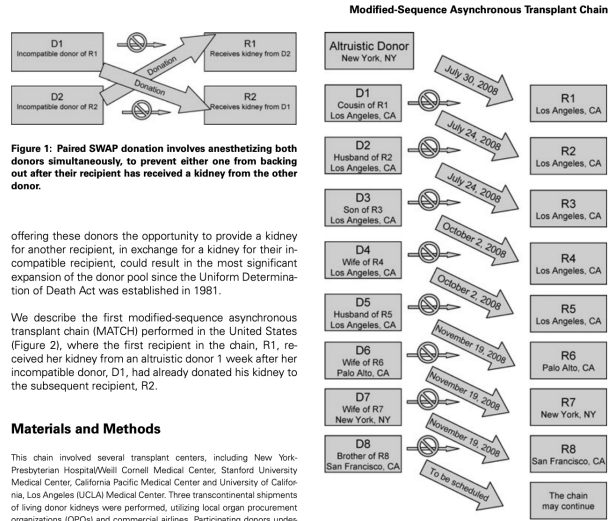 Modified-Sequence Asynchronous Transplant Chain
D1
Incompatible donor of R1
R1
Receives kidney from D2
Donation
Donation
D2
Incompatible donor of R2
R2
Receives kidney from D1
Figure 1: Paired SWAP donation involves anesthetizing both
donors simultaneously, to prevent either one from backing
out after their recipient has received a kidney from the other
donor.
offering these donors the opportunity to provide a kidney
for another recipient, in exchange for a kidney for their in-
compatible recipient, could result in the most significant
expansion of the donor pool since the Uniform Determina-
tion of Death Act was established in 1981.
We describe the first modified-sequence asynchronous
transplant chain (MATCH) performed in the United States
(Figure 2), where the first recipient in the chain, R1, re-
ceived her kidney from an altruistic donor 1 week after her
incompatible donor, D1, had already donated his kidney to
the subsequent recipient, R2.
Materials and Methods
This chain involved several transplant centers, including New York-
Presbyterian Hospital/Weill Cornell Medical Center, Stanford University
Medical Center, California Pacific Medical Center and University of Califor-
nia, Los Angeles (UCLA) Medical Center. Three transcontinental shipments
of living donor kidneys were performed, utilizing local organ procurement
organizations (OPOs) and commercial airlines. Participating donors under-
Altruistic Donor
New York, NY
July 30, 2008
D1
Cousin of R1
Los Angeles, CA
R1
Los Angeles, CA
July 24, 2008
D2
Husband of R2
Los Angeles, CA
R2
Los Angeles, CA
July 24, 2008
D3
Son of R3
Los Angeles, CA
R3
Los Angeles, CA
October 2, 2008
D4
Wife of R4
Los Angeles, CA
R4
Los Angeles, CA
October 2, 2008
D5
Husband of R5
Los Angeles, CA
R5
Los Angeles, CA
November 19, 2008
D6
Wife of R6
Palo Alto, CA
R6
Palo Alto, CA
November 19, 2008
D7
Wife of R7
New York, NY
R7
New York, NY
November 19, 2008
D8
Brother of R8
San Francisco, CA
R8
San Francisco, CA
To be scheduled
The chain
may continue